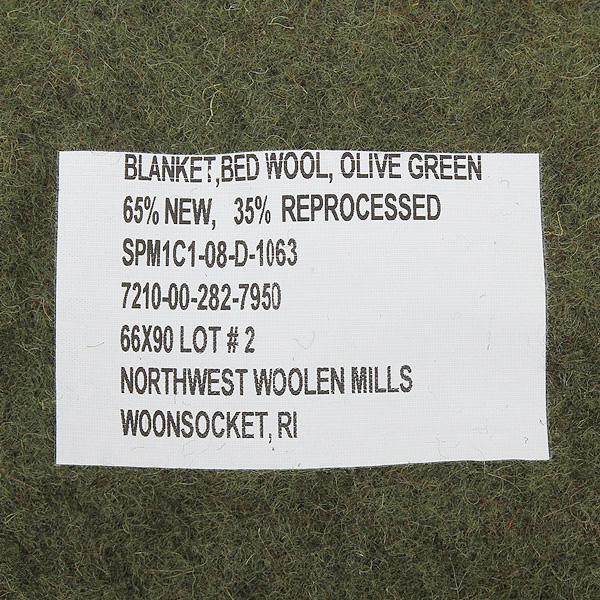 BLANKET,BED WOOL, OLIVE GREEN
65% NEW, 35% REPROCESSED
SPM1C1-08-D-1063
7210-00-282-7950
66X90 LOT # 2
NORTHWEST WOOLEN MILLS
WOONSOCKET, RI